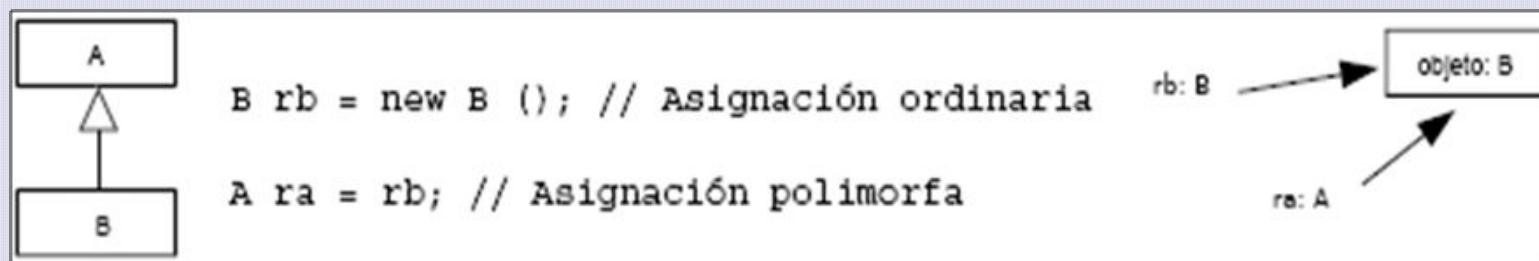 A
B rb = new B (); // Asignación ordinaria
rb: B
objeto: B
A ra = rb; // Asignación polimorfa
ra: A
B